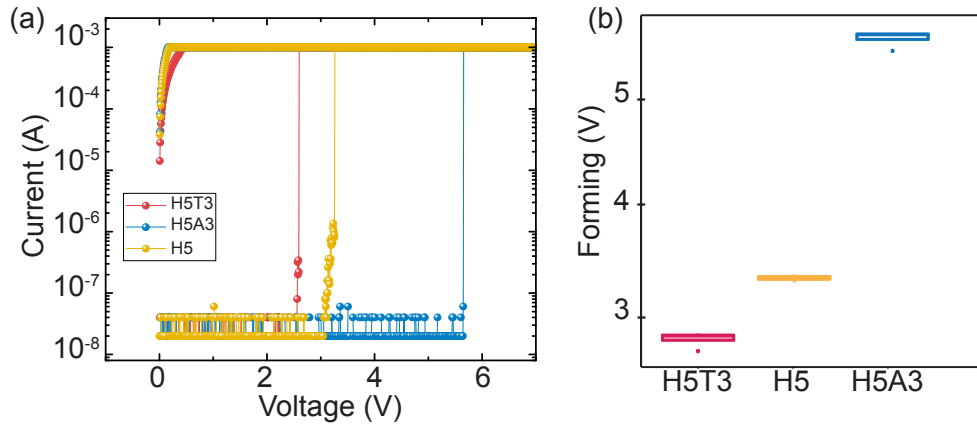 (a)
Current (A)
10⁻³
10⁻⁴
10⁻⁵
10⁻⁶
10⁻⁷
10⁻⁸
H5T3
H5A3
H5
0 2 4 6
Voltage (V)
(b)
Forming (V)
5
4
3
H5T3 H5 H5A3